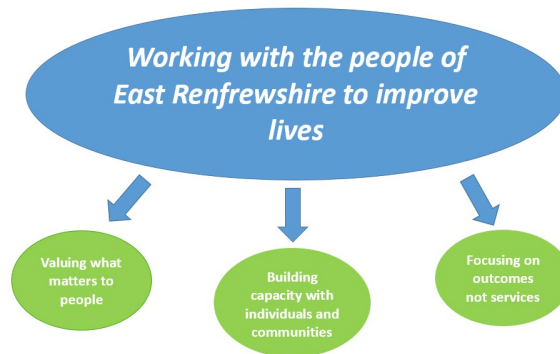 Working with the people of
East Renfrewshire to improve
lives
Valuing what
matters to
people
Building
capacity with
individuals and
communities
Focusing on
outcomes
not services